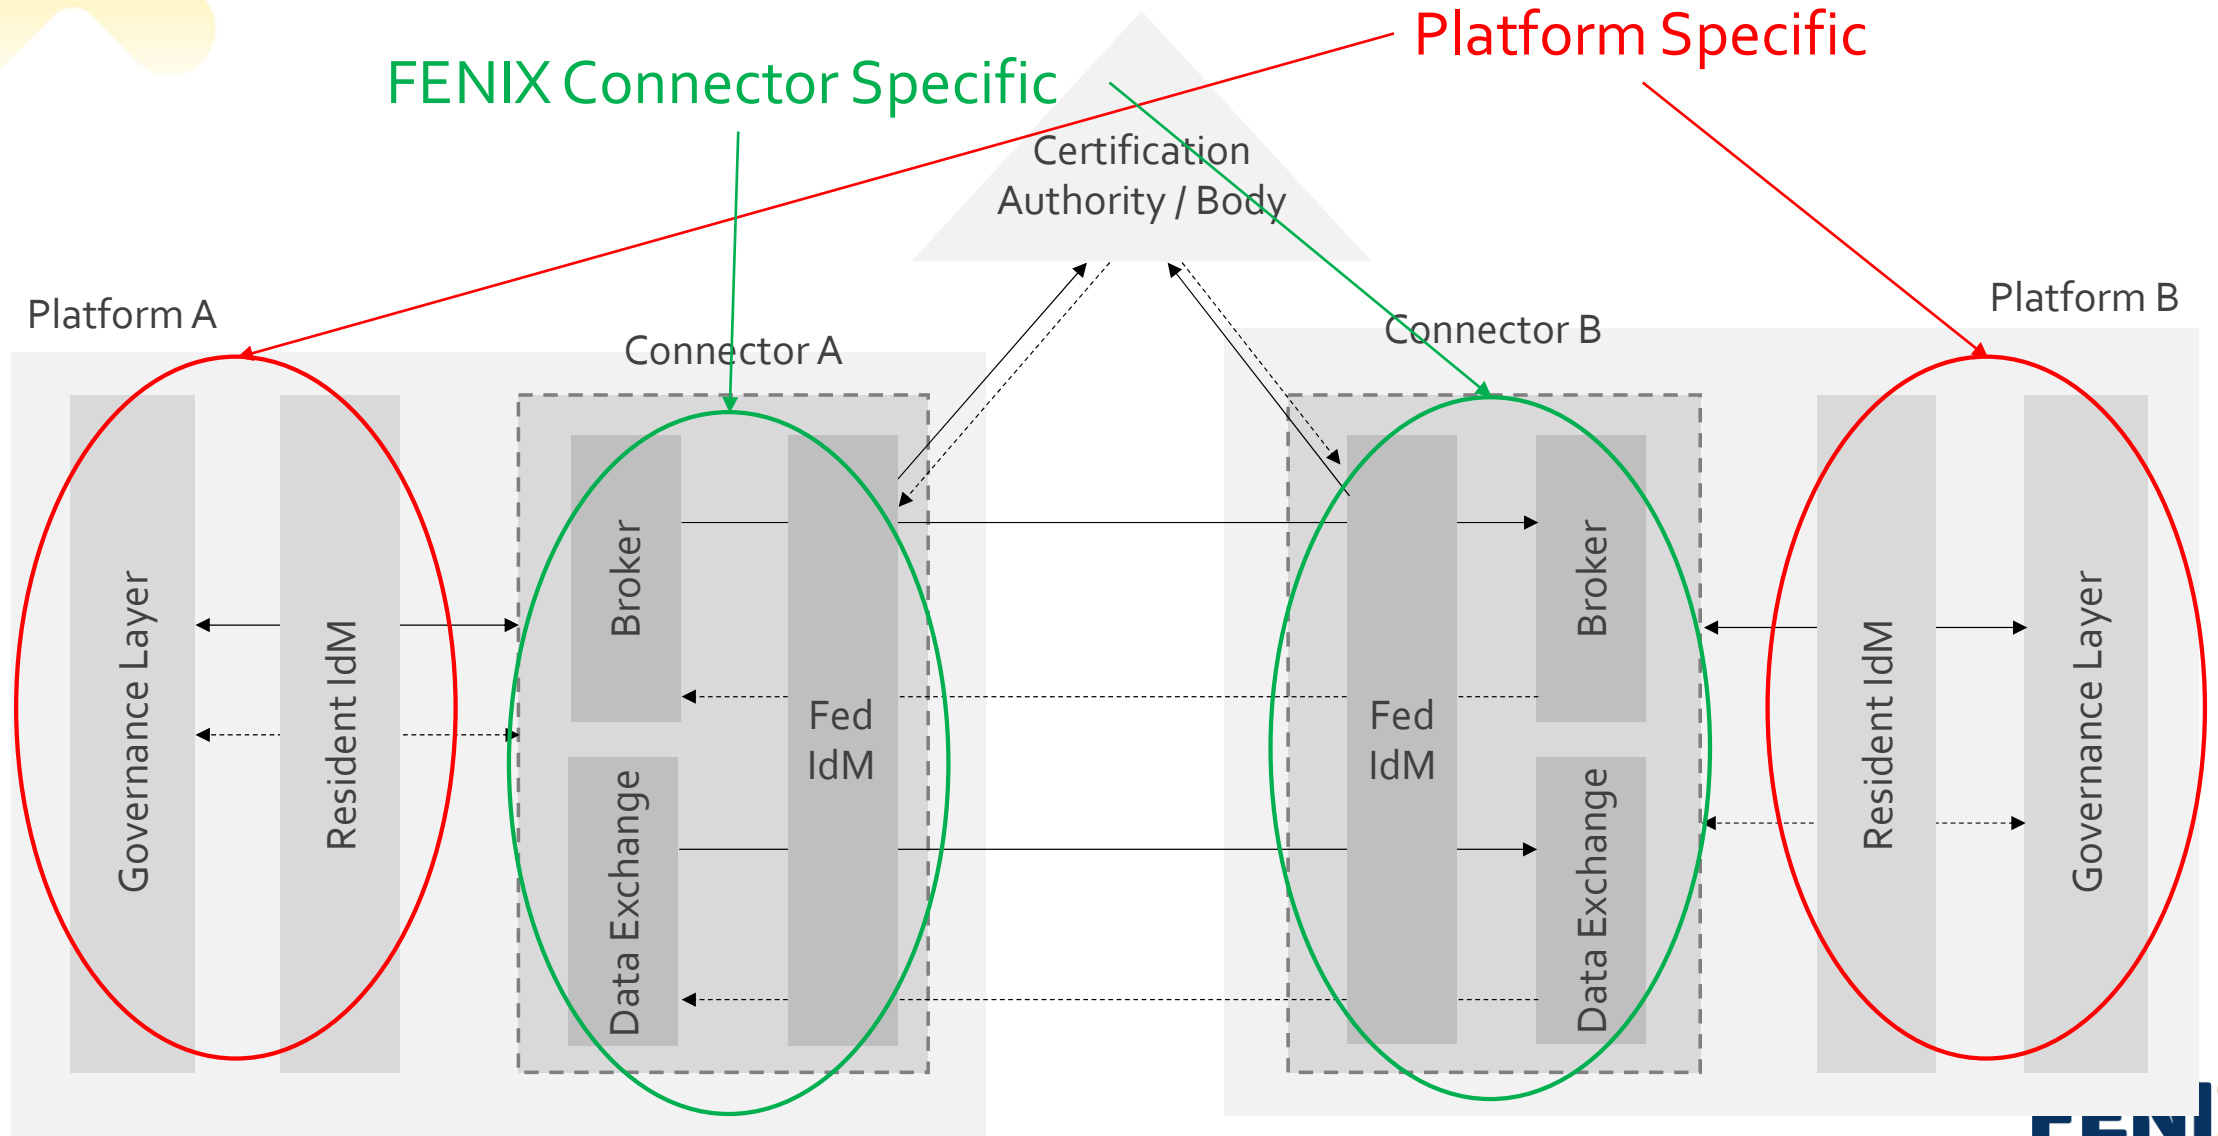 Platform Specific
FENIX Connector Specific
Certification
Authority / Body
Platform A
Connector A
Connector B
Platform B
Governance Layer
Resident IdM
Broker
Data Exchange
Fed
IdM
Fed
IdM
Broker
Data Exchange
Resident IdM
Governance Layer
FENI